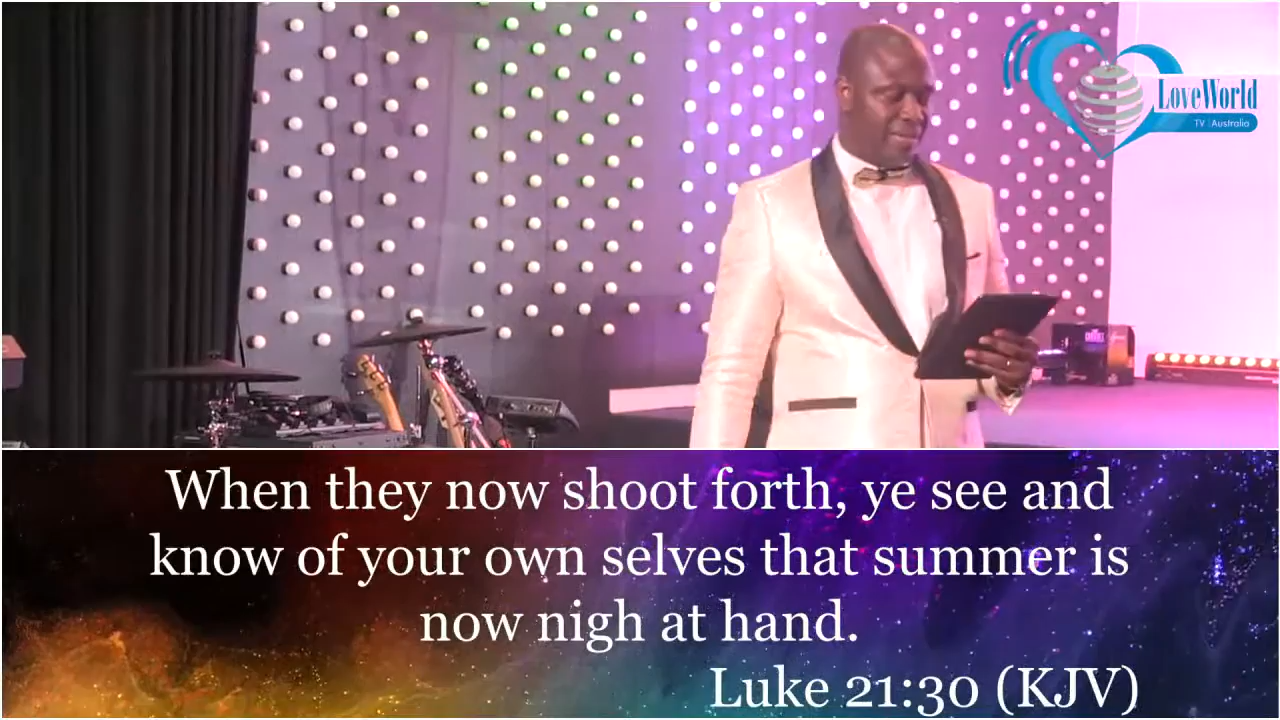 LoveWorld
TV | Australia
When they now shoot forth, ye see and
know of your own selves that summer is
now nigh at hand.
Luke 21:30 (KJV)